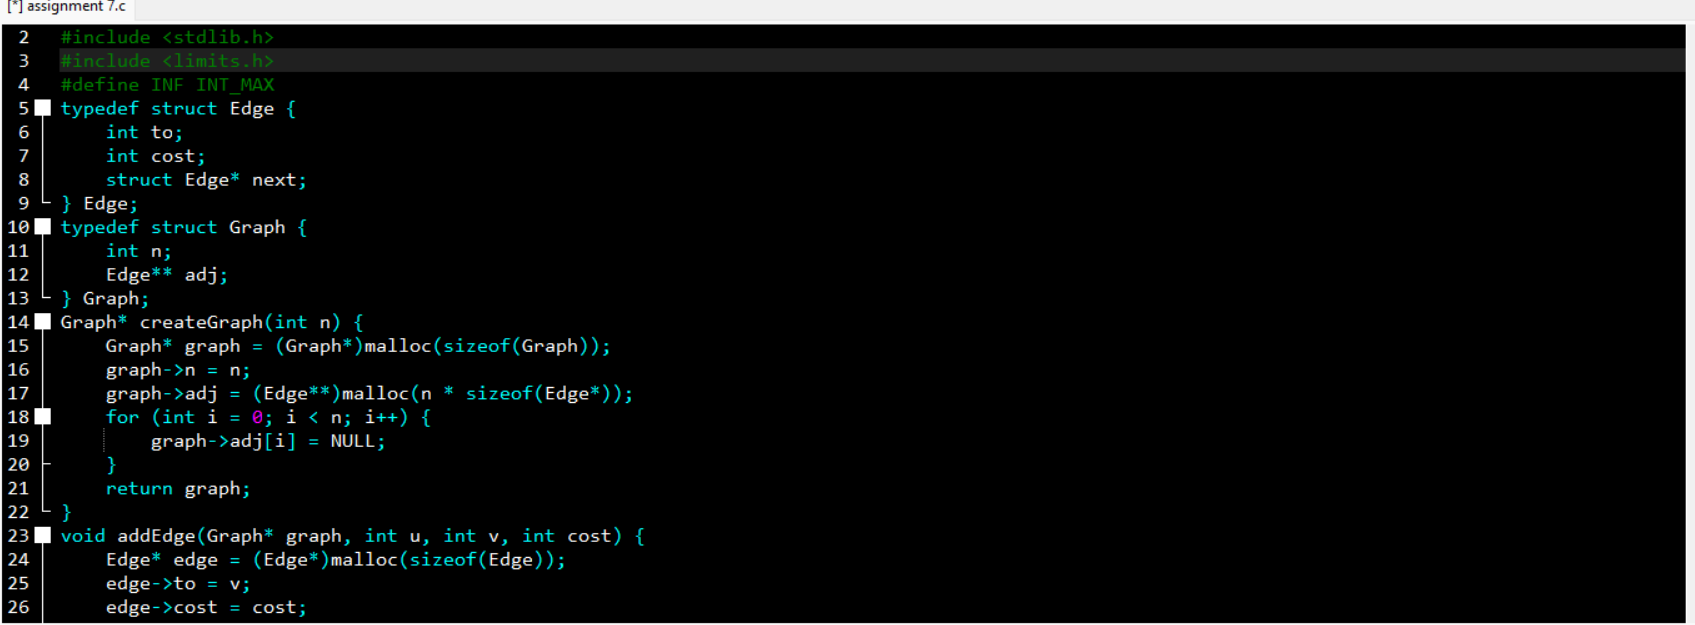 [*] assignment 7.c
2 #include <stdlib.h>
3 #include <limits.h>
4 #define INF INT_MAX
5 typedef struct Edge {
6     int to;
7     int cost;
8     struct Edge* next;
9 } Edge;
10 typedef struct Graph {
11     int n;
12     Edge** adj;
13 } Graph;
14 Graph* createGraph(int n) {
15     Graph* graph = (Graph*)malloc(sizeof(Graph));
16     graph->n = n;
17     graph->adj = (Edge**)malloc(n * sizeof(Edge*));
18     for (int i = 0; i < n; i++) {
19         graph->adj[i] = NULL;
20     }
21     return graph;
22 }
23 void addEdge(Graph* graph, int u, int v, int cost) {
24     Edge* edge = (Edge*)malloc(sizeof(Edge));
25     edge->to = v;
26     edge->cost = cost;